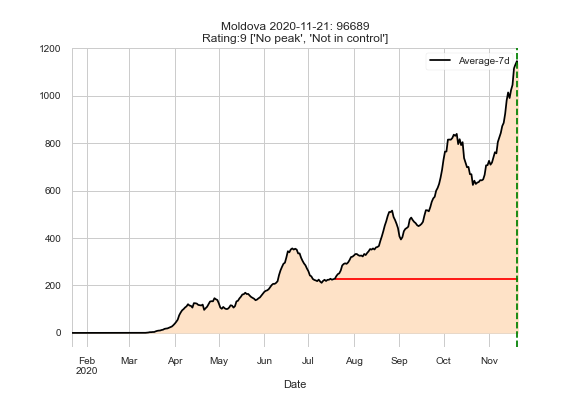 Moldova 2020-11-21: 96689
Rating:9 ['No peak', 'Not in control']
Average-7d
1200
1000
800
600
400
200
0
Feb Mar Apr May Jun Jul Aug Sep Oct Nov
2020
Date